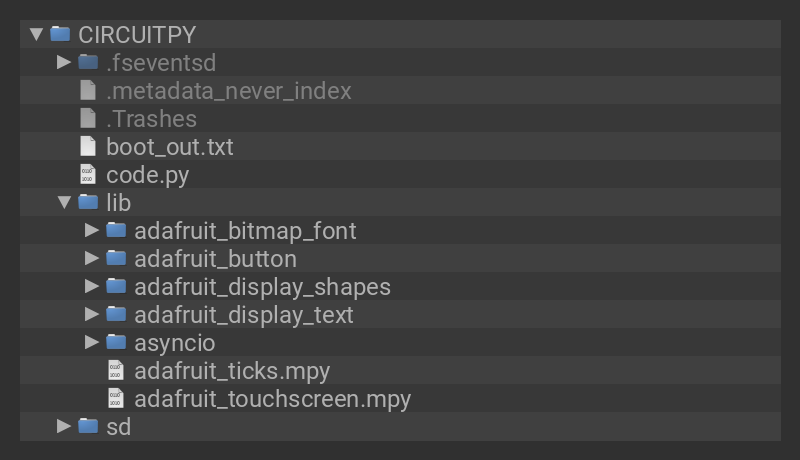 CIRCUITPY
.fseventsd
.metadata_never_index
.Trashes
boot_out.txt
code.py
lib
adafruit_bitmap_font
adafruit_button
adafruit_display_shapes
adafruit_display_text
asyncio
adafruit_ticks.mpy
adafruit_touchscreen.mpy
sd